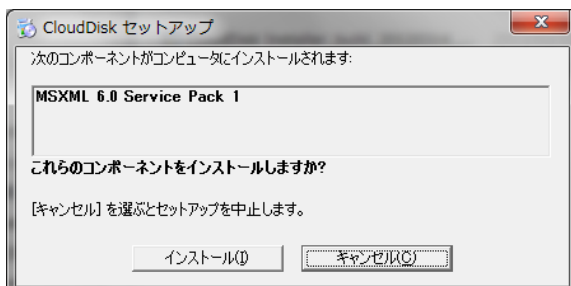 CloudDisk セットアップ
次のコンポーネントがコンピュータにインストールされます:
MSXML 6.0 Service Pack 1
これらのコンポーネントをインストールしますか?
[キャンセル] を選ぶとセットアップを中止します。
インストール(I) キャンセル(C)